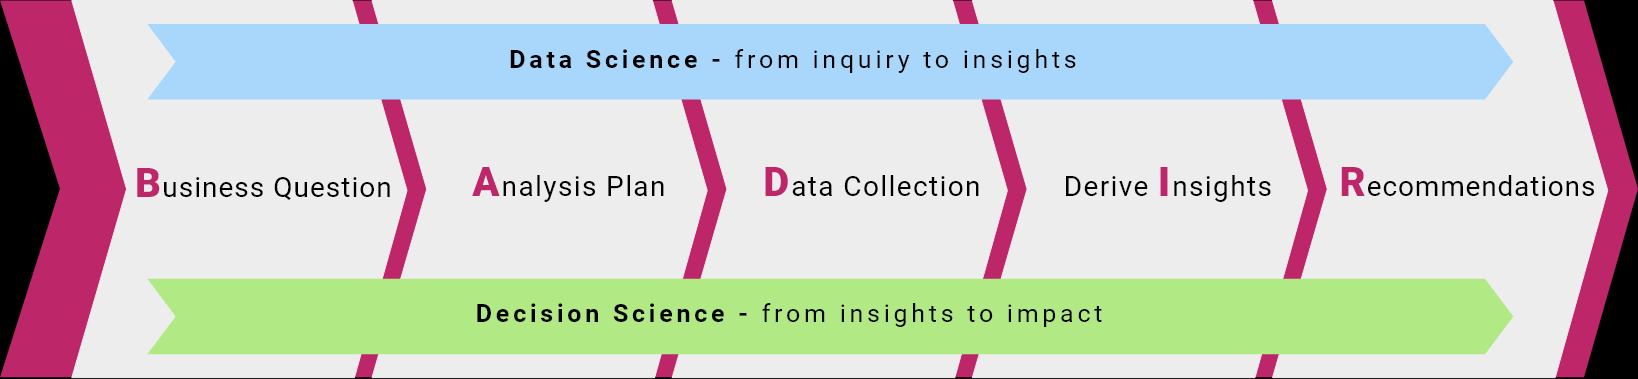 Data Science - from inquiry to insights
Business Question
Analysis Plan
Data Collection
Derive Insights
Recommendations
Decision Science - from insights to impact